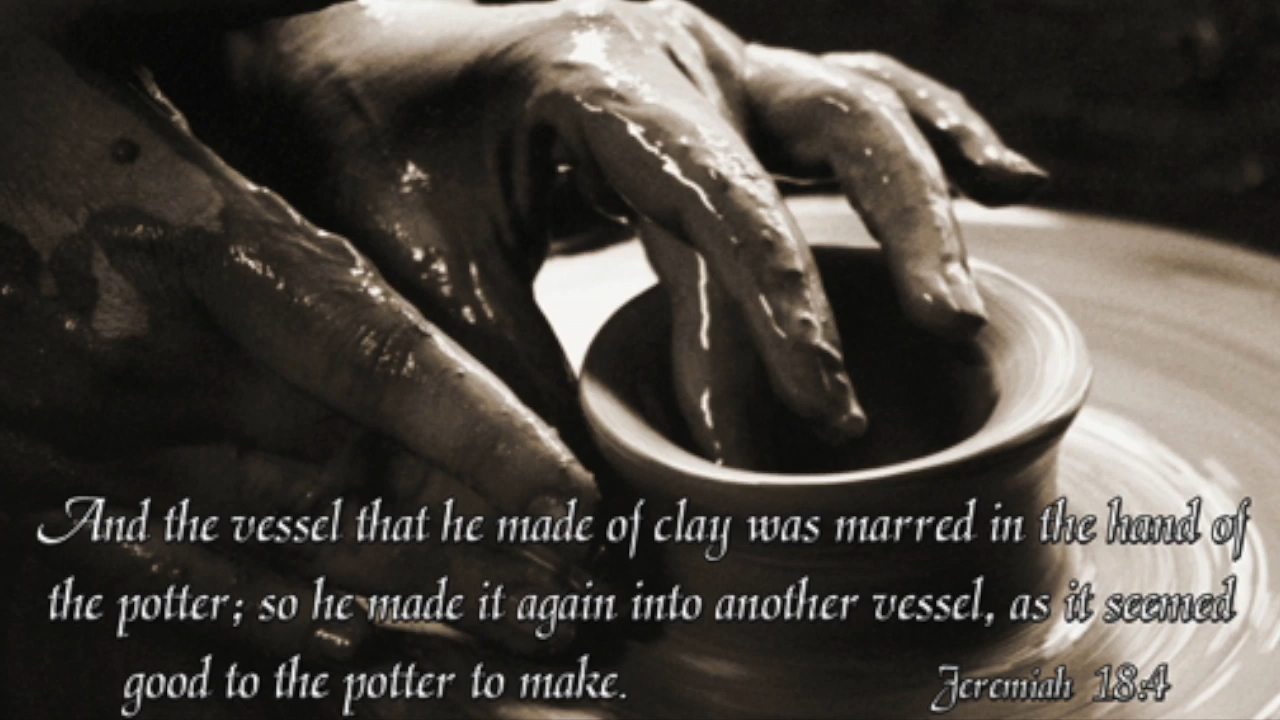 And the vessel that he made of clay was marred in the hand of
the potter; so he made it again into another vessel, as it seemed
good to the potter to make.
Jeremiah 18:4